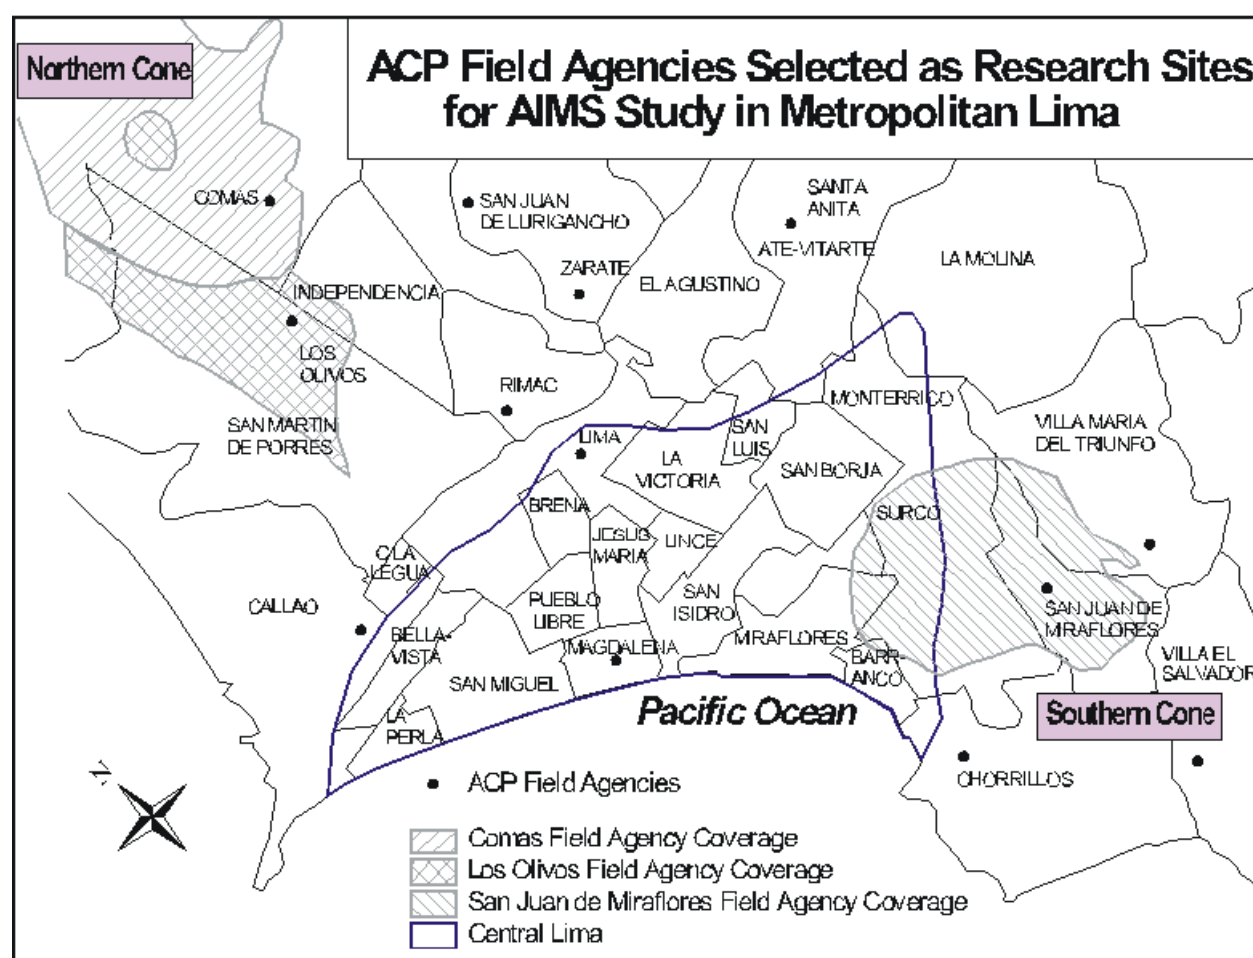 Northern Cone
ACP Field Agencies Selected as Research Sites
for AIMS Study in Metropolitan Lima
COMAS
SAN JUAN
DE LURIGANCHO
SANTA
ANITA
ATE-VITARTE
LA MOLINA
ZARATE
EL AGUSTINO
INDEPENDENCIA
LOS
OLIVOS
RIMAC
MONTERRICO
SAN MARTIN
DE PORRES
LIMA
SAN
LUIS
VILLA MARIA
DEL TRIUNFO
LA
VICTORIA
SAN BORJA
BRENA
SURCO
JESUS
MARIA
LINCE
C/LA
LEGUA
CALLAO
PUEBLO
LIBRE
SAN
ISIDRO
SAN JUAN DE
MIRAFLORES
BELLA-
VISTA
MAGDALENA
MIRAFLORES
BARR-
ANCO
VILLA EL
SALVADOR
SAN MIGUEL
LA
PERLA
Pacific Ocean
Southern Cone
CHORRILLOS
N
ACP Field Agencies
Comas Field Agency Coverage
Los Olivos Field Agency Coverage
San Juan de Miraflores Field Agency Coverage
Central Lima